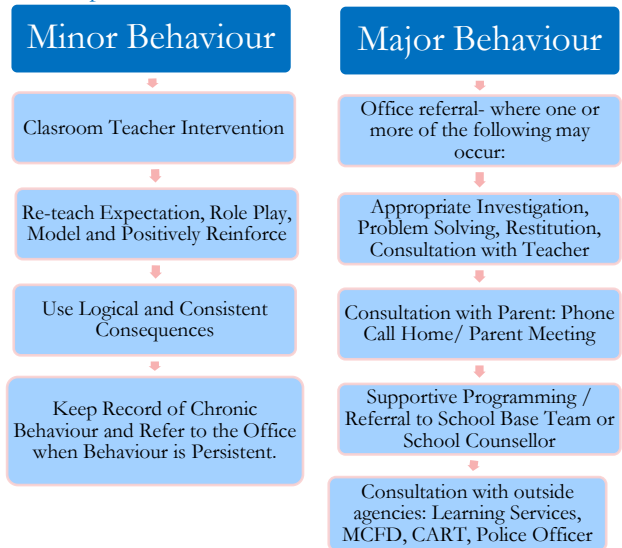 Minor Behaviour
Clasroom Teacher Intervention
Re-teach Expectation, Role Play,
Model and Positively Reinforce
Use Logical and Consistent
Consequences
Keep Record of Chronic
Behaviour and Refer to the Office
when Behaviour is Persistent.
Major Behaviour
Office referral- where one or
more of the following may
occur:
Appropriate Investigation,
Problem Solving, Restitution,
Consultation with Teacher
Consultation with Parent: Phone
Call Home/ Parent Meeting
Supportive Programming /
Referral to School Base Team or
School Counsellor
Consultation with outside
agencies: Learning Services,
MCFD, CART, Police Officer